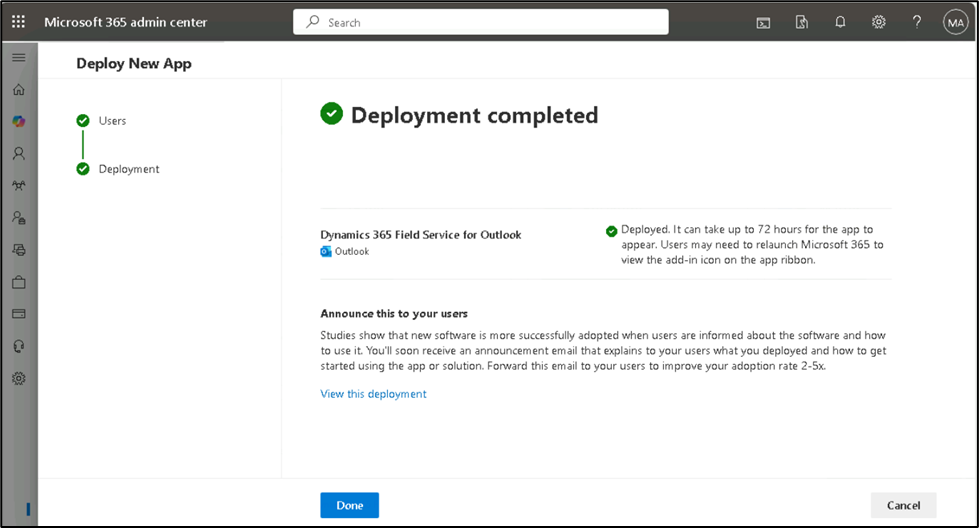 Microsoft 365 admin center
Search
MA
Deploy New App
Users
Deployment
Deployment completed
Dynamics 365 Field Service for Outlook
Outlook
Deployed. It can take up to 72 hours for the app to
appear. Users may need to relaunch Microsoft 365 to
view the add-in icon on the app ribbon.
Announce this to your users
Studies show that new software is more successfully adopted when users are informed about the software and how
to use it. You'll soon receive an announcement email that explains to your users what you deployed and how to get
started using the app or solution. Forward this email to your users to improve your adoption rate 2-5x.
View this deployment
Done
Cancel